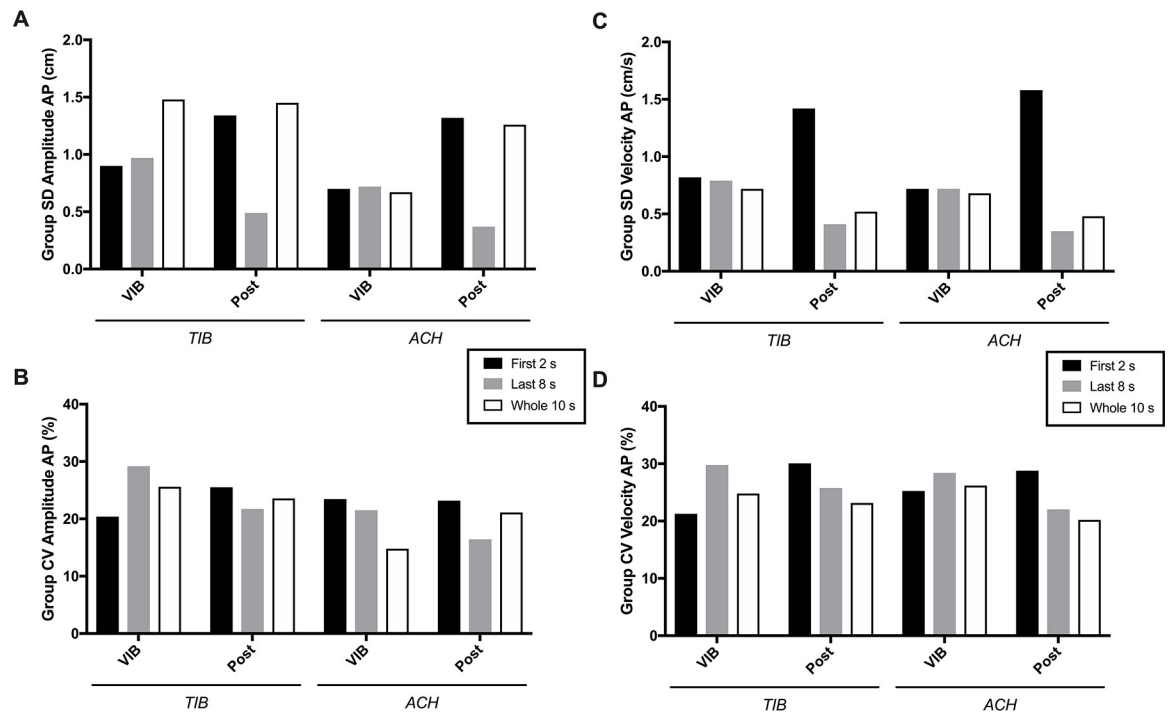 A
Group SD Amplitude AP (cm)
2.0
1.5
1.0
0.5
0.0
VIB
Post
VIB
Post
TIB
ACH
C
Group SD Velocity AP (cm/s)
2.0
1.5
1.0
0.5
0.0
VIB
Post
VIB
Post
TIB
ACH
B
Group CV Amplitude AP (%)
40
30
20
10
0
First 2 s
Last 8 s
Whole 10 s
VIB
Post
VIB
Post
TIB
ACH
D
Group CV Velocity AP (%)
40
30
20
10
0
First 2 s
Last 8 s
Whole 10 s
VIB
Post
VIB
Post
TIB
ACH